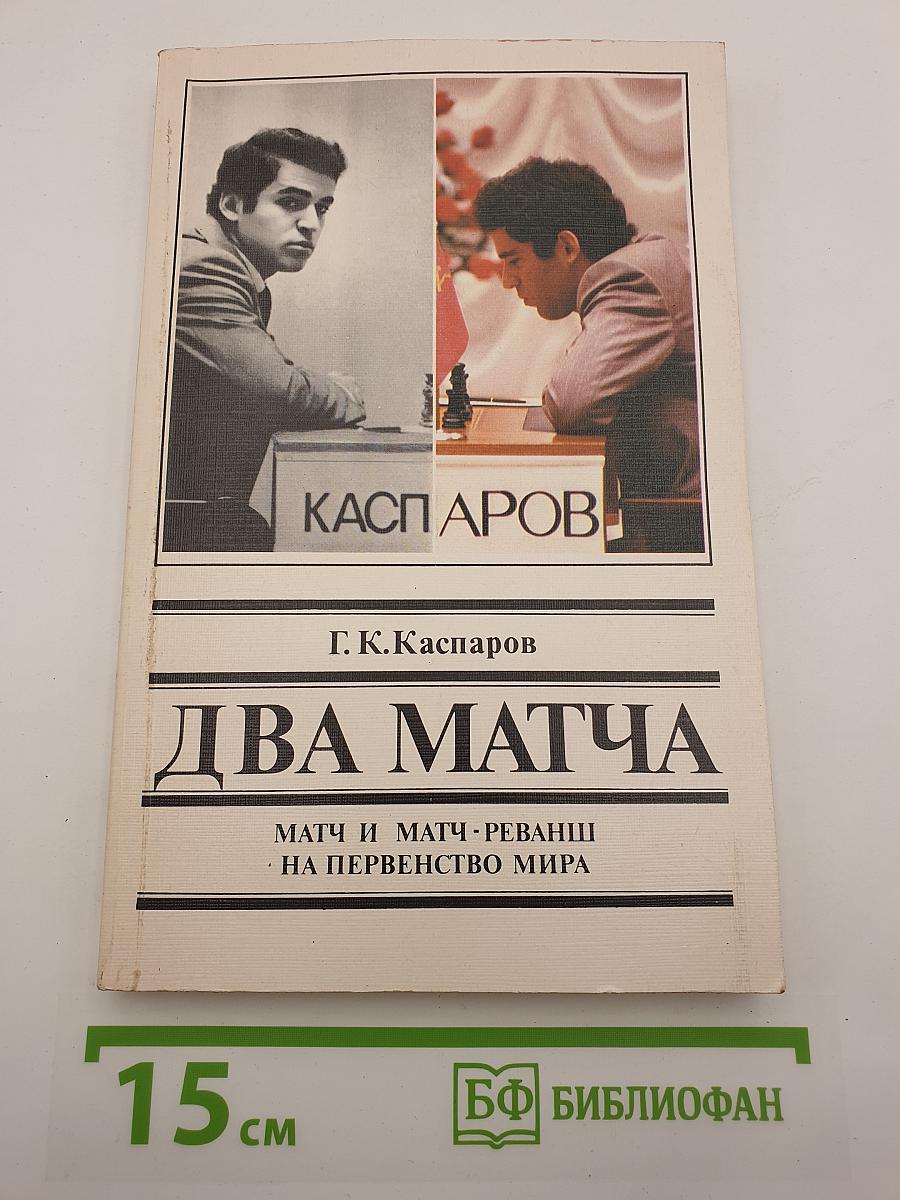 КАСПАРОВ
Г. К. Каспаров
ДВА МАТЧА
МАТЧ И МАТЧ-РЕВАНШ
НА ПЕРВЕНСТВО МИРА
15 см
БФ БИБЛИОФАН